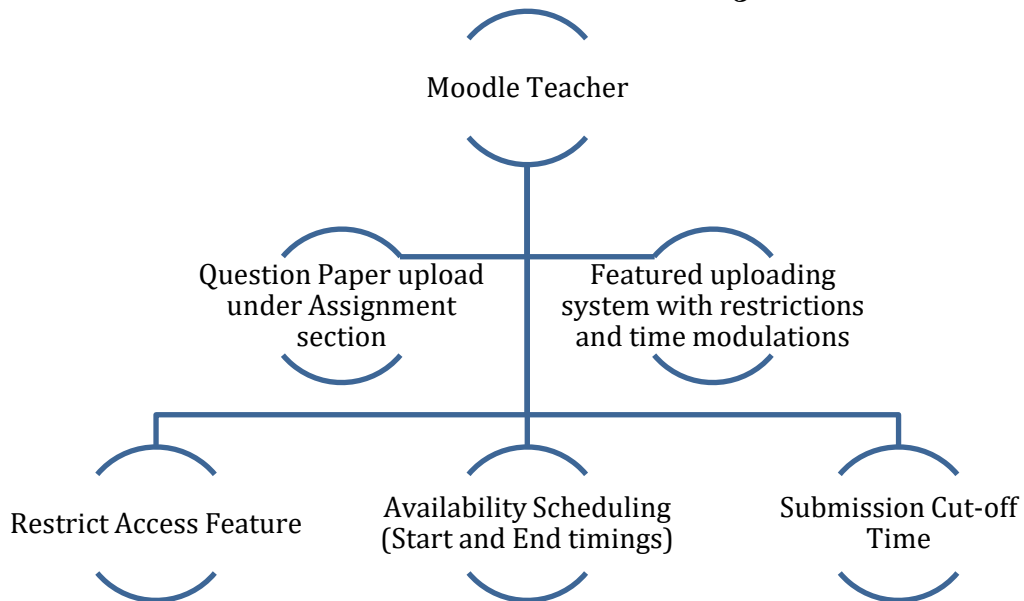 Moodle Teacher
Question Paper upload
under Assignment
section
Featured uploading
system with restrictions
and time modulations
Restrict Access Feature
Availability Scheduling
(Start and End timings)
Submission Cut-off
Time